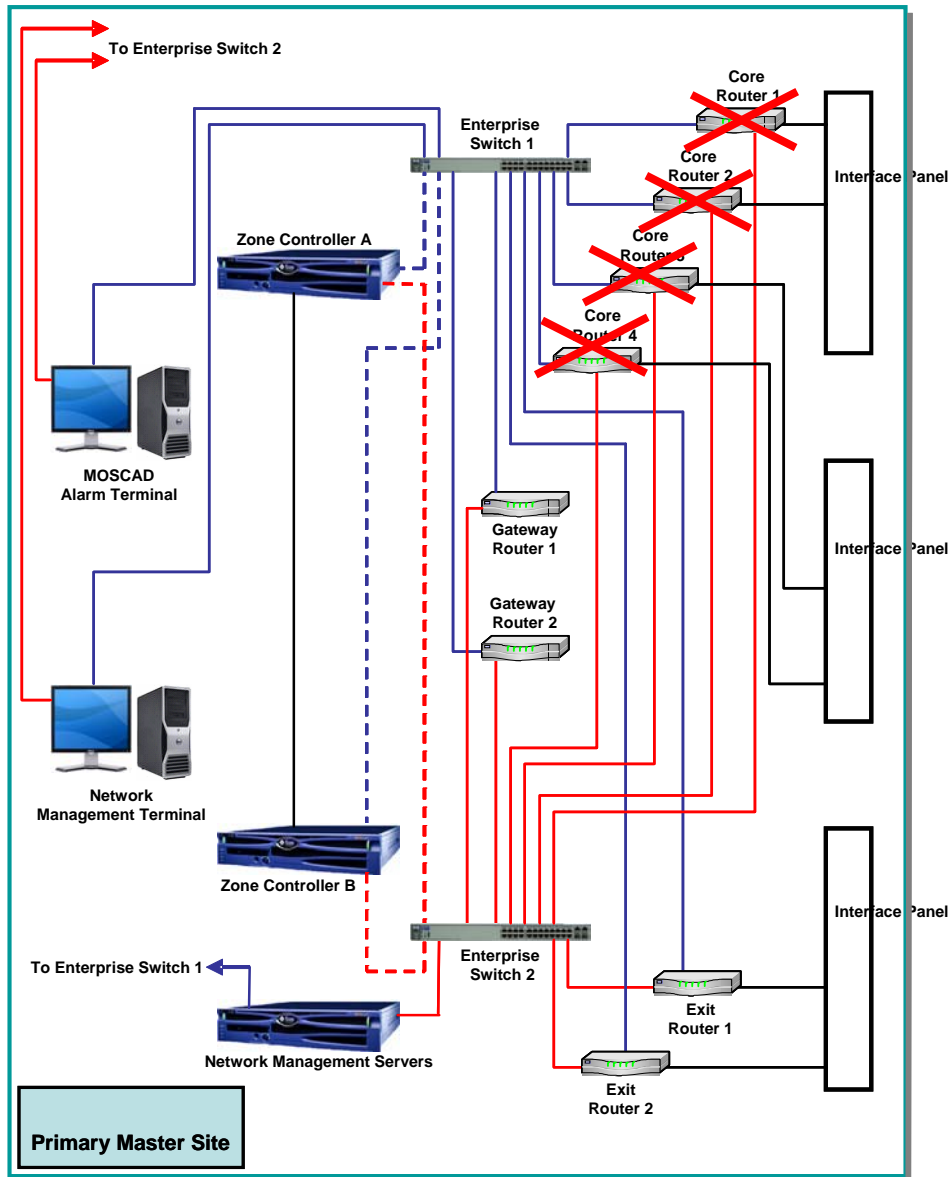 To Enterprise Switch 2
Core
Router 1
Enterprise
Switch 1
Core
Router 2
Interface Panel
Zone Controller A
Core
Router 3
Core
Router 4
MOSCAD
Alarm Terminal
Gateway
Router 1
Interface Panel
Gateway
Router 2
Network
Management Terminal
Zone Controller B
Interface Panel
Enterprise
Switch 2
To Enterprise Switch 1
Exit
Router 1
Network Management Servers
Exit
Router 2
Primary Master Site